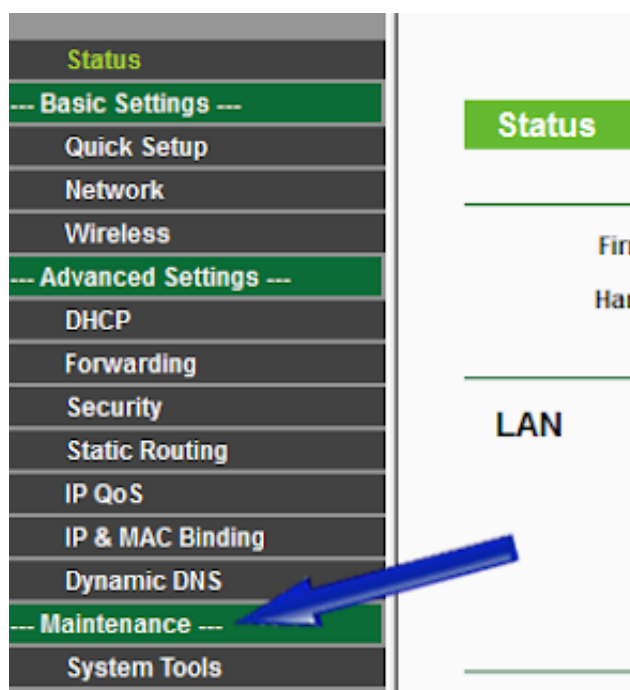 Status
--- Basic Settings ---
Quick Setup
Network
Wireless
--- Advanced Settings ---
DHCP
Forwarding
Security
Static Routing
IP QoS
IP & MAC Binding
Dynamic DNS
--- Maintenance ---
System Tools
Status
LAN